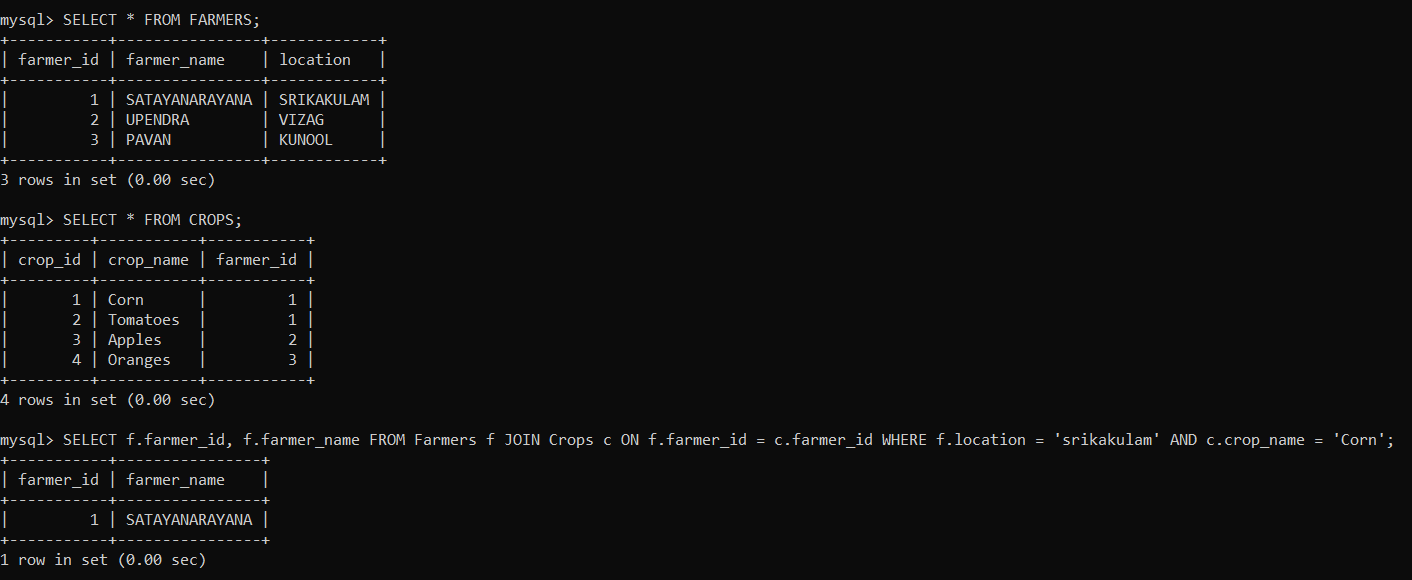 mysql> SELECT * FROM FARMERS;
+-----------+----------------+------------+
| farmer_id | farmer_name    | location   |
+-----------+----------------+------------+
|         1 | SATAYANARAYANA | SRIKAKULAM |
|         2 | UPENDRA        | VIZAG      |
|         3 | PAVAN          | KUNOOL     |
+-----------+----------------+------------+
3 rows in set (0.00 sec)
mysql> SELECT * FROM CROPS;
+---------+-----------+-----------+
| crop_id | crop_name | farmer_id |
+---------+-----------+-----------+
|       1 | Corn      |         1 |
|       2 | Tomatoes  |         1 |
|       3 | Apples    |         2 |
|       4 | Oranges   |         3 |
+---------+-----------+-----------+
4 rows in set (0.00 sec)
mysql> SELECT f.farmer_id, f.farmer_name FROM Farmers f JOIN Crops c ON f.farmer_id = c.farmer_id WHERE f.location = 'srikakulam' AND c.crop_name = 'Corn';
+-----------+----------------+
| farmer_id | farmer_name    |
+-----------+----------------+
|         1 | SATAYANARAYANA |
+-----------+----------------+
1 row in set (0.00 sec)